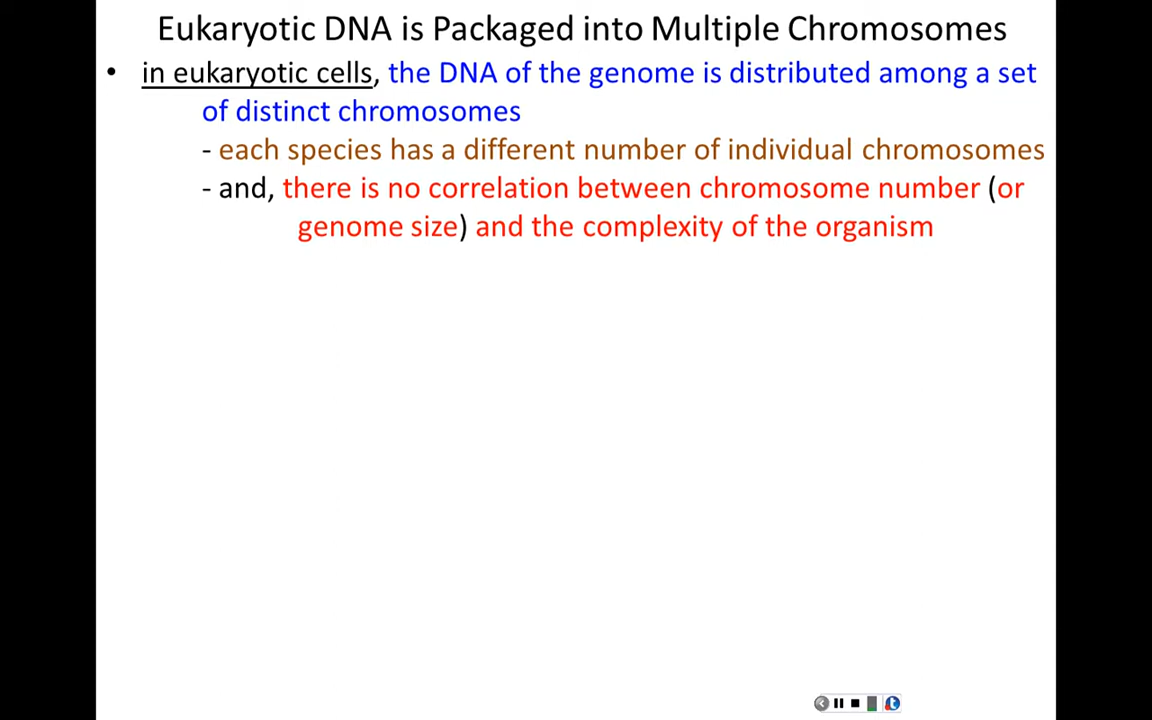 Eukaryotic DNA is Packaged into Multiple Chromosomes
• in eukaryotic cells, the DNA of the genome is distributed among a set
of distinct chromosomes
- each species has a different number of individual chromosomes
- and, there is no correlation between chromosome number (or
genome size) and the complexity of the organism